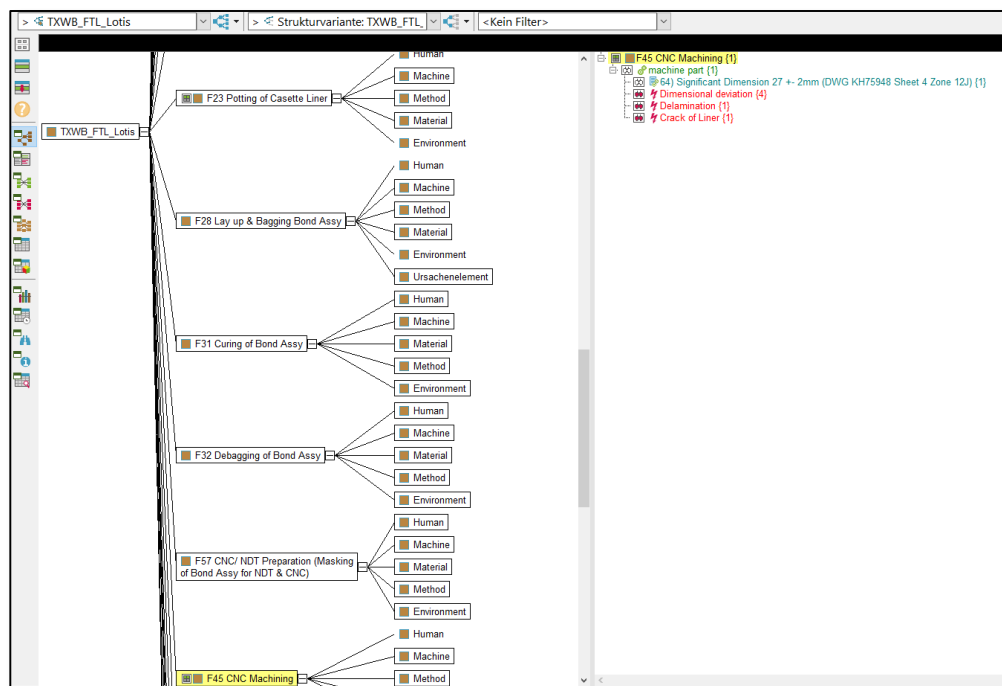 > TXWB_FTL_Lotis
> Strukturvariante: TXWB_FTL_
<Kein Filter>
TXWB_FTL_Lotis
F23 Potting of Casette Liner
Human
Machine
Method
Material
Environment
F28 Lay up & Bagging Bond Assy
Human
Machine
Method
Material
Environment
Ursachenelement
F31 Curing of Bond Assy
Human
Machine
Material
Method
Environment
F32 Debagging of Bond Assy
Human
Machine
Material
Method
Environment
F57 CNC/ NDT Preparation (Masking
of Bond Assy for NDT & CNC)
Human
Machine
Material
Method
Environment
F45 CNC Machining
Human
Machine
Method
F45 CNC Machining {1}
machine part {1}
64) Significant Dimension 27 +- 2mm (DWG KH75948 Sheet 4 Zone 12J) {1}
Dimensional deviation {4}
Delamination {1}
Crack of Liner {1}